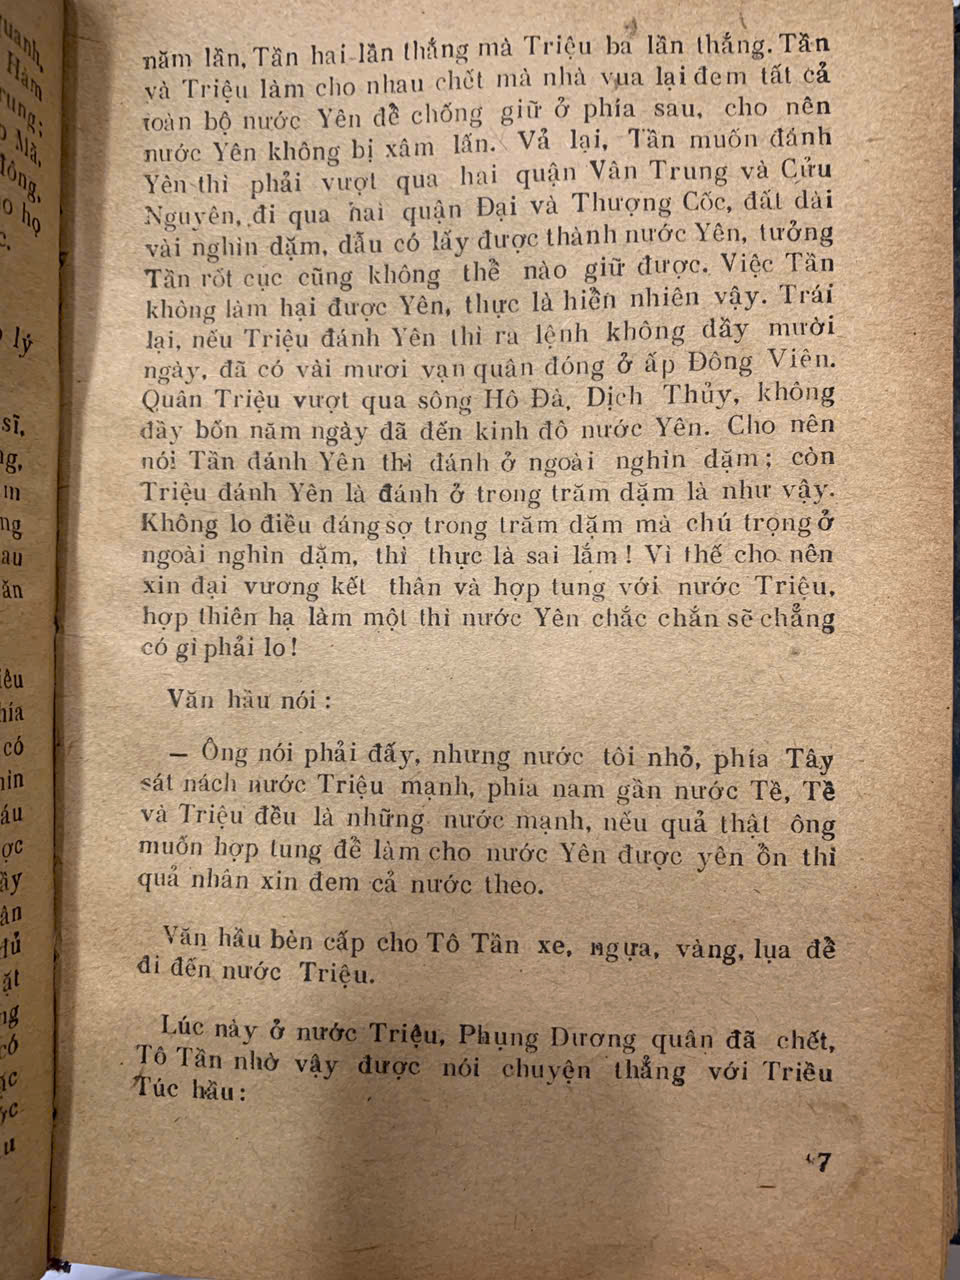 năm lần, Tần hai lần thắng mà Triệu ba lần thắng. Tần
và Triệu làm cho nhau chết mà nhà vua lại đem tất cả
toàn bộ nước Yên để chống giữ ở phía sau, cho nên
nước Yên không bị xâm lấn. Vả lại, Tần muốn đánh
Yên thì phải vượt qua hai quận Vân Trung và Cửu
Nguyên, đi qua hai quận Đại và Thượng Cốc, đất dài
vài nghìn dặm, dẫu có lấy được thành nước Yên, tưởng
Tần rốt cục cũng không thể nào giữ được. Việc Tần
không làm hại được Yên, thực là hiển nhiên vậy. Trái
lại, nếu Triệu đánh Yên thì ra lệnh không đầy mười
ngày, đã có vài mươi vạn quân đóng ở ấp Đông Viên.
Quân Triệu vượt qua sông Hô Đà, Dịch Thủy, không
đầy bốn năm ngày đã đến kinh đô nước Yên. Cho nên
nói Tần đánh Yên thì đánh ở ngoài nghìn dặm; còn
Triệu đánh Yên là đánh ở trong trăm dặm là như vậy.
Không lo điều đáng sợ trong trăm dặm mà chú trọng ở
ngoài nghìn dặm, thì thực là sai lắm! Vì thế cho nên
xin đại vương kết thân và hợp tung với nước Triệu,
hợp thiên hạ làm một thì nước Yên chắc chắn sẽ chẳng
có gì phải lo!
Văn hầu nói:
— Ông nói phải đấy, nhưng nước tôi nhỏ, phía Tây
sát nách nước Triệu mạnh, phía nam gần nước Tề, Tề
và Triệu đều là những nước mạnh, nếu quả thật ông
muốn hợp tung để làm cho nước Yên được yên ổn thì
quả nhân xin đem cả nước theo.
Văn hầu bèn cấp cho Tô Tần xe, ngựa, vàng, lụa để
đi đến nước Triệu.
Lúc này ở nước Triệu, Phụng Dương quân đã chết,
Tô Tần nhờ vậy được nói chuyện thẳng với Triều
Túc hầu:
7